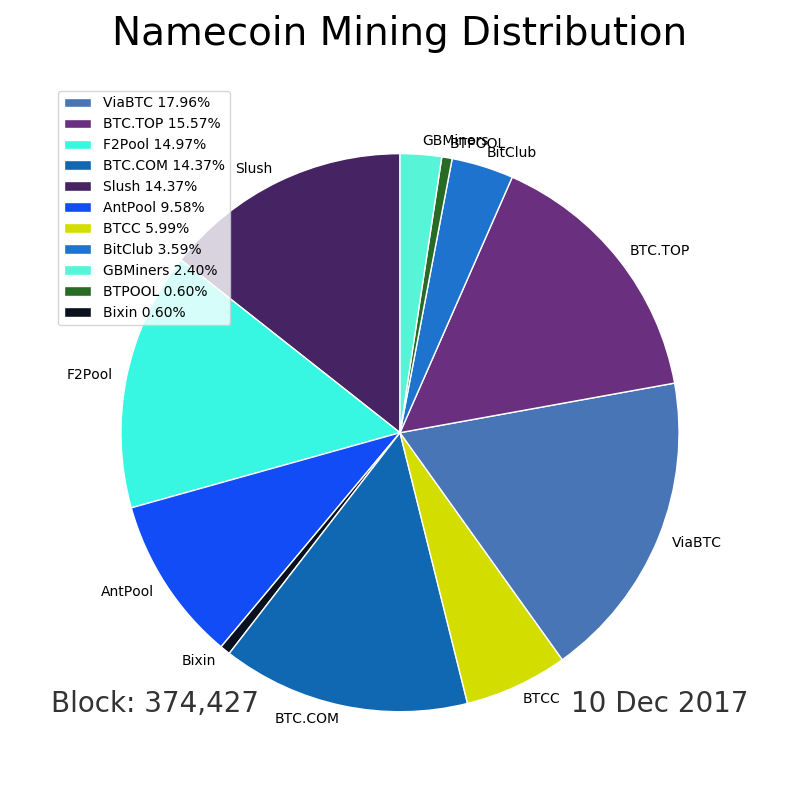 Namecoin Mining Distribution
ViaBTC 17.96%
BTC.TOP 15.57%
F2Pool 14.97%
BTC.COM 14.37%
Slush 14.37%
AntPool 9.58%
BTCC 5.99%
BitClub 3.59%
GBMiners 2.40%
BTPOOL 0.60%
Bixin 0.60%
GBMiners
BTPOOL
BitClub
Slush
BTC.TOP
F2Pool
ViaBTC
AntPool
Bixin
BTCC
BTC.COM
Block: 374,427
10 Dec 2017